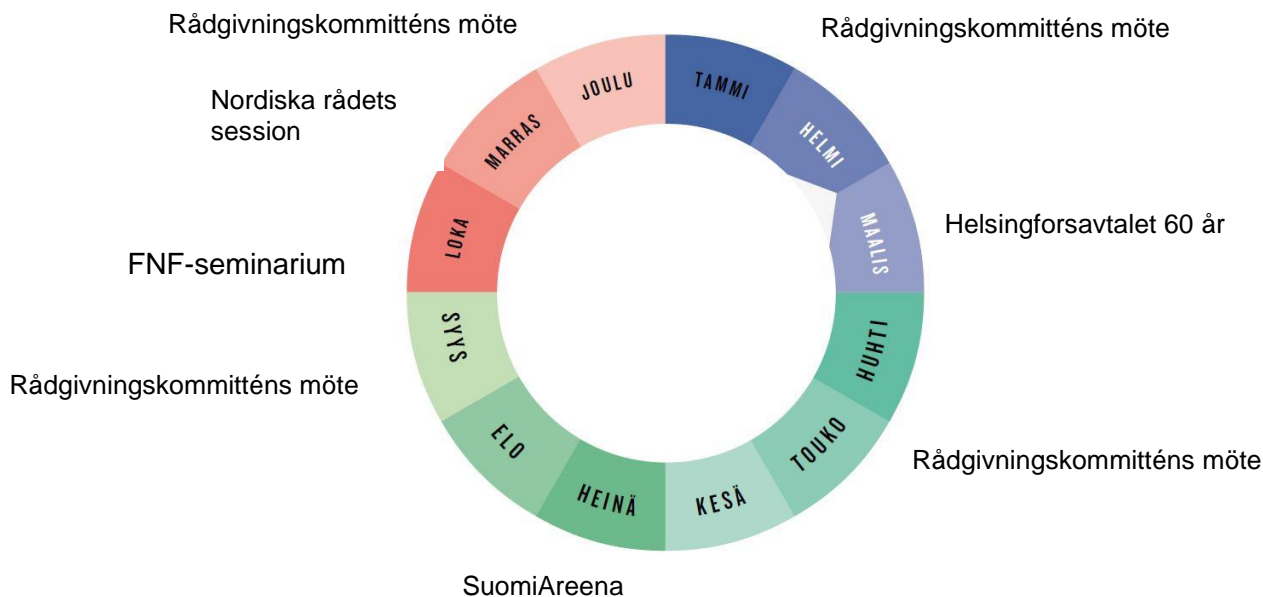 Rådgivningskommitténs möte
Rådgivningskommitténs möte
Nordiska rådets
session
Helsingforsavtalet 60 år
FNF-seminarium
Rådgivningskommitténs möte
Rådgivningskommitténs möte
SuomiAreena
TAMMI
HELMI
MAALIS
HUHTI
TOUKO
KESÄ
HEINÄ
ELO
SYYS
LOKA
MARRAS
JOULU